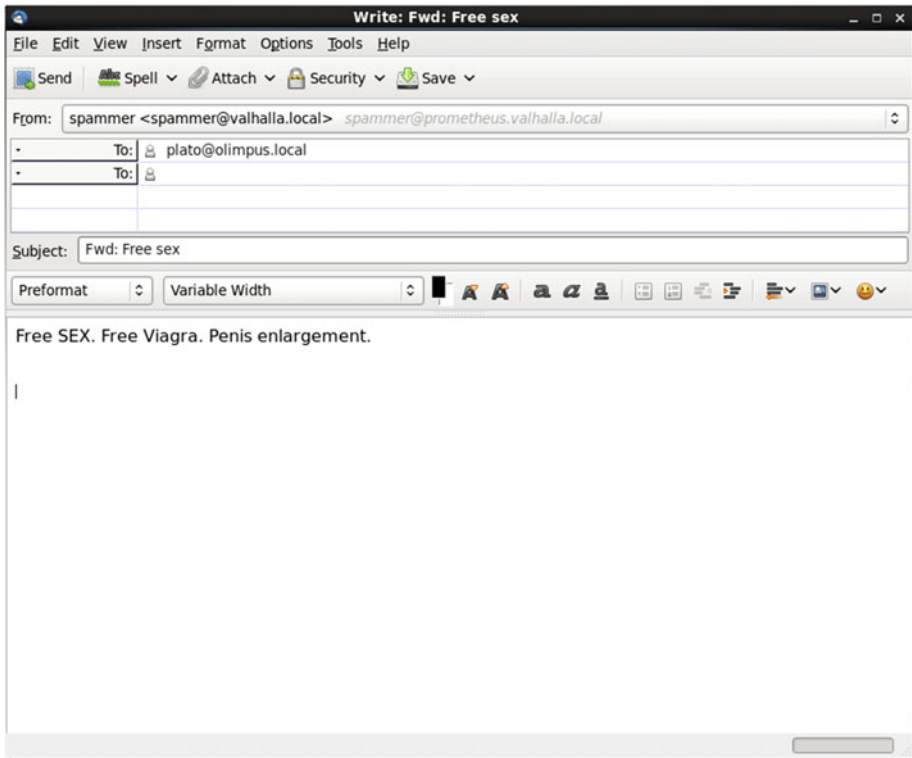 Write: Fwd: Free sex
File Edit View Insert Format Options Tools Help
Send Spell Attach Security Save
From: spammer <spammer@valhalla.local> spammer@prometheus.valhalla.local
To: plato@olimpus.local
To:
Subject: Fwd: Free sex
Preformat Variable Width
Free SEX. Free Viagra. Penis enlargement.